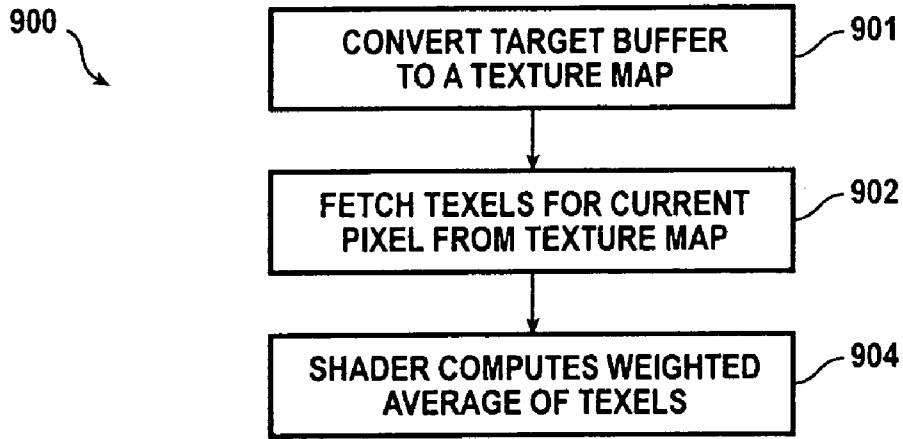 900
CONVERT TARGET BUFFER
TO A TEXTURE MAP
901
FETCH TEXELS FOR CURRENT
PIXEL FROM TEXTURE MAP
902
SHADER COMPUTES WEIGHTED
AVERAGE OF TEXELS
904